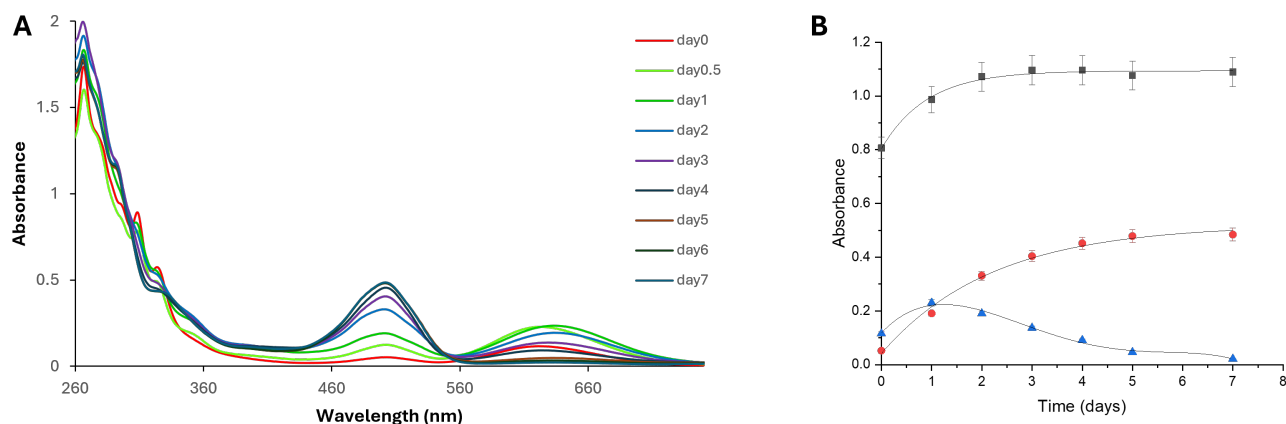 A
Absorbance
2
1.5
1
0.5
0
260
360
460
560
660
Wavelength (nm)
day0
day0.5
day1
day2
day3
day4
day5
day6
day7
B
Absorbance
1.2
1.0
0.8
0.6
0.4
0.2
0.0
0
1
2
3
4
5
6
7
8
Time (days)